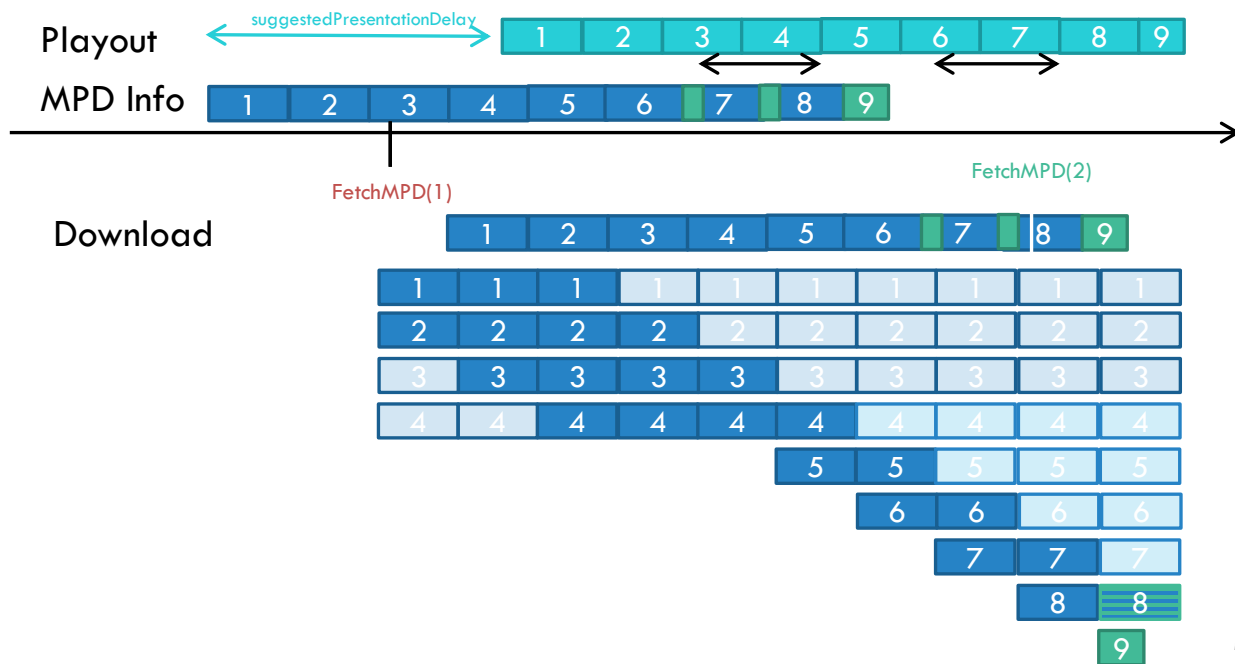 suggestedPresentationDelay
Playout 1 2 3 4 5 6 7 8 9
MPD Info 1 2 3 4 5 6 7 8 9
FetchMPD(1) FetchMPD(2)
Download 1 2 3 4 5 6 7 8 9
1 1 1 1 1 1 1 1 1 1
2 2 2 2 2 2 2 2 2 2
3 3 3 3 3 3 3 3 3 3
4 4 4 4 4 4 4 4 4 4
5 5 5 5 5
6 6 6 6
7 7 7
8 8
9